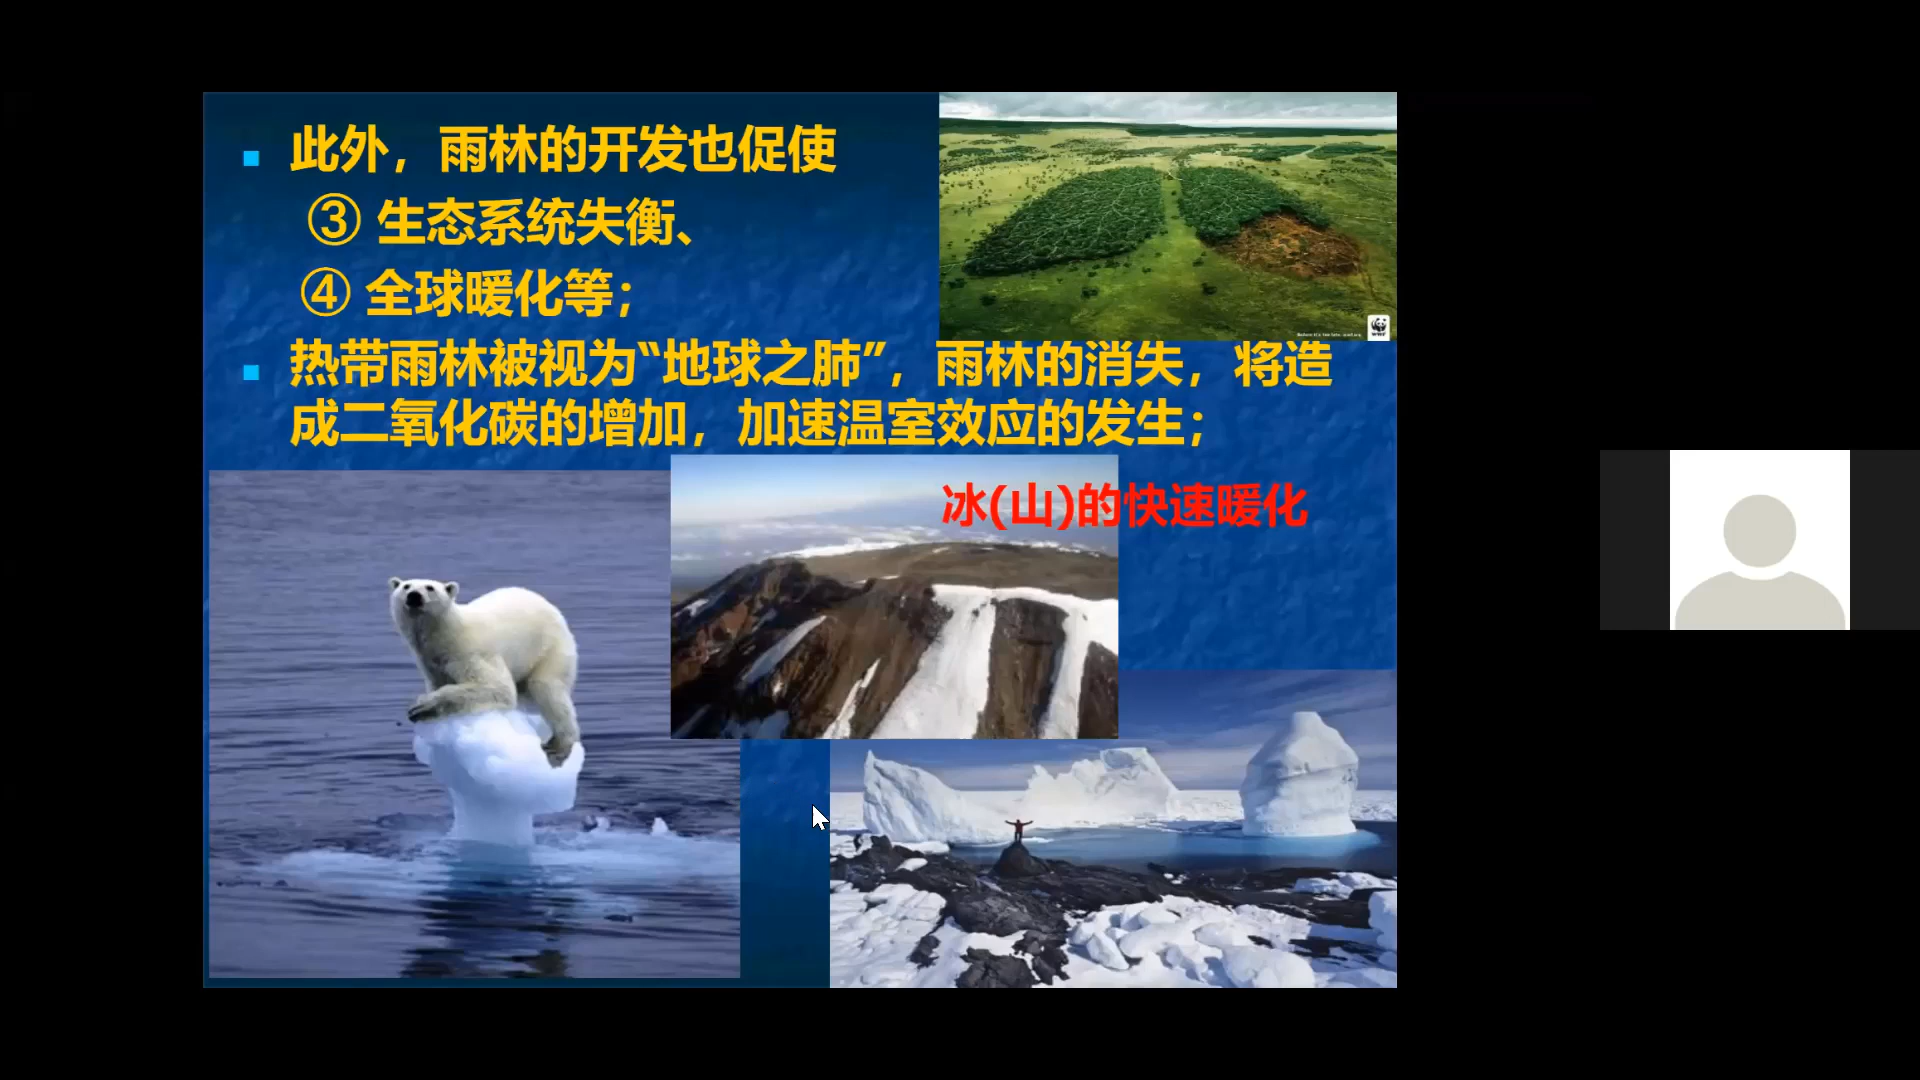 此外，雨林的开发也促使
③ 生态系统失衡、
④ 全球暖化等；
热带雨林被视为“地球之肺”，雨林的消失，将造
成二氧化碳的增加，加速温室效应的发生；
冰(山)的快速暖化
WWF